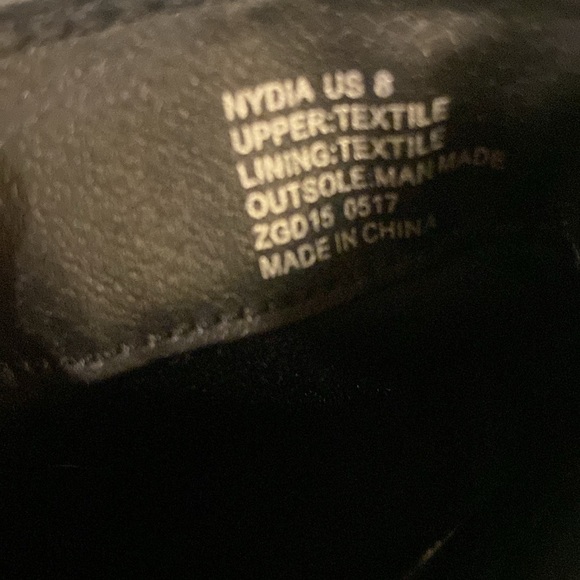 NYDIA US 8
UPPER:TEXTILE
LINING:TEXTILE
OUTSOLE:MAN MADE
ZGD15 0517
MADE IN CHINA